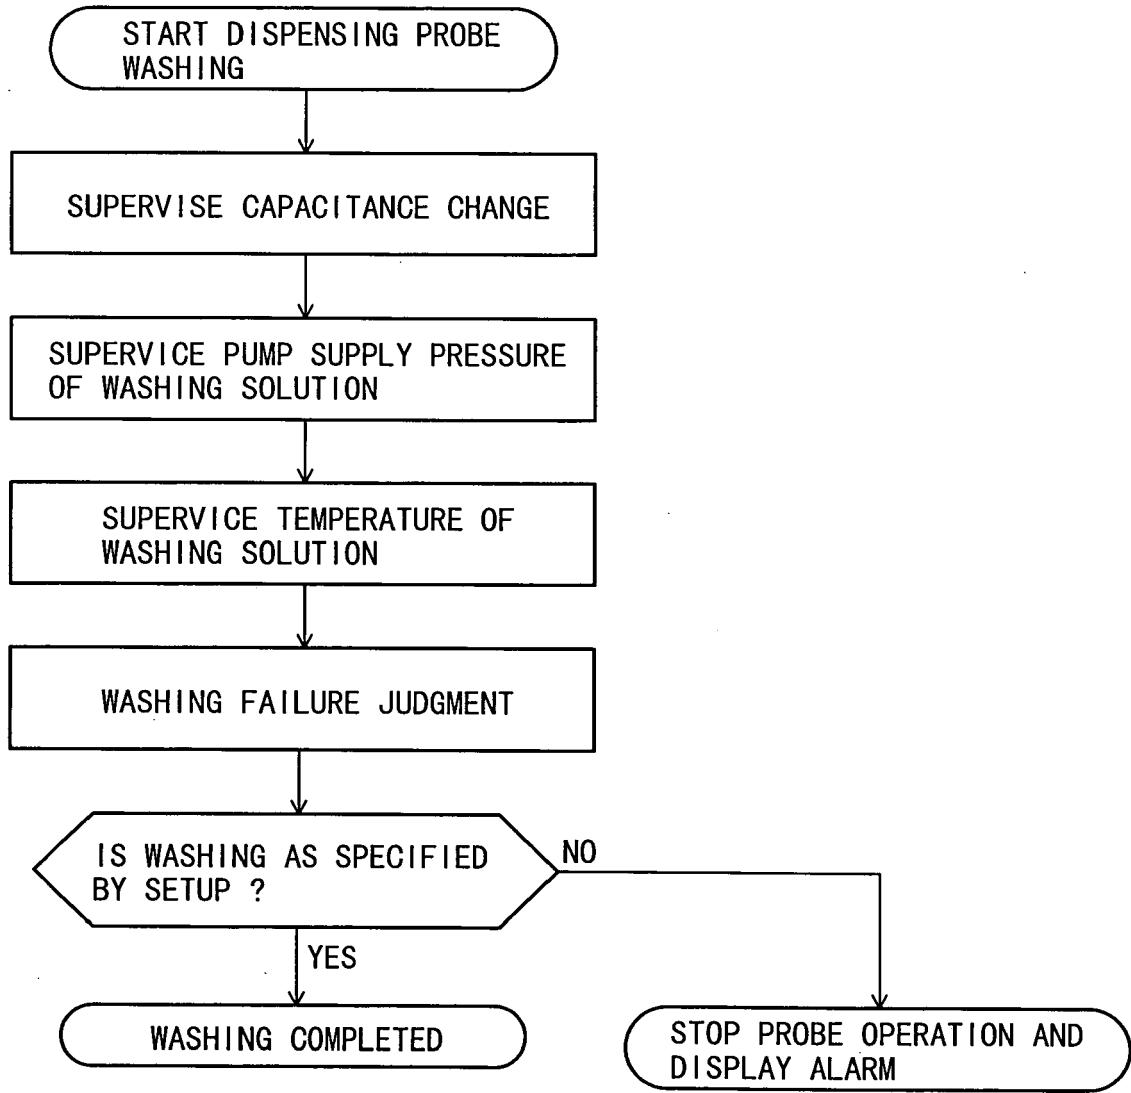 START DISPENSING PROBE
WASHING
SUPERVISE CAPACITANCE CHANGE
SUPERVICE PUMP SUPPLY PRESSURE
OF WASHING SOLUTION
SUPERVICE TEMPERATURE OF
WASHING SOLUTION
WASHING FAILURE JUDGMENT
IS WASHING AS SPECIFIED
BY SETUP ?
NO
YES
WASHING COMPLETED
STOP PROBE OPERATION AND
DISPLAY ALARM